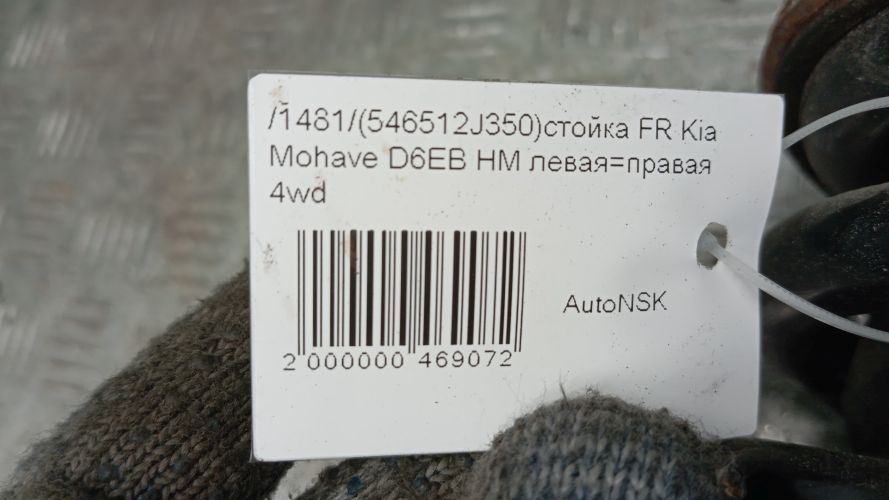 /1481/(546512J350)стойка FR Kia
Mohave D6EB HM левая=правая
4wd
AutoNSK
2 000000 469072